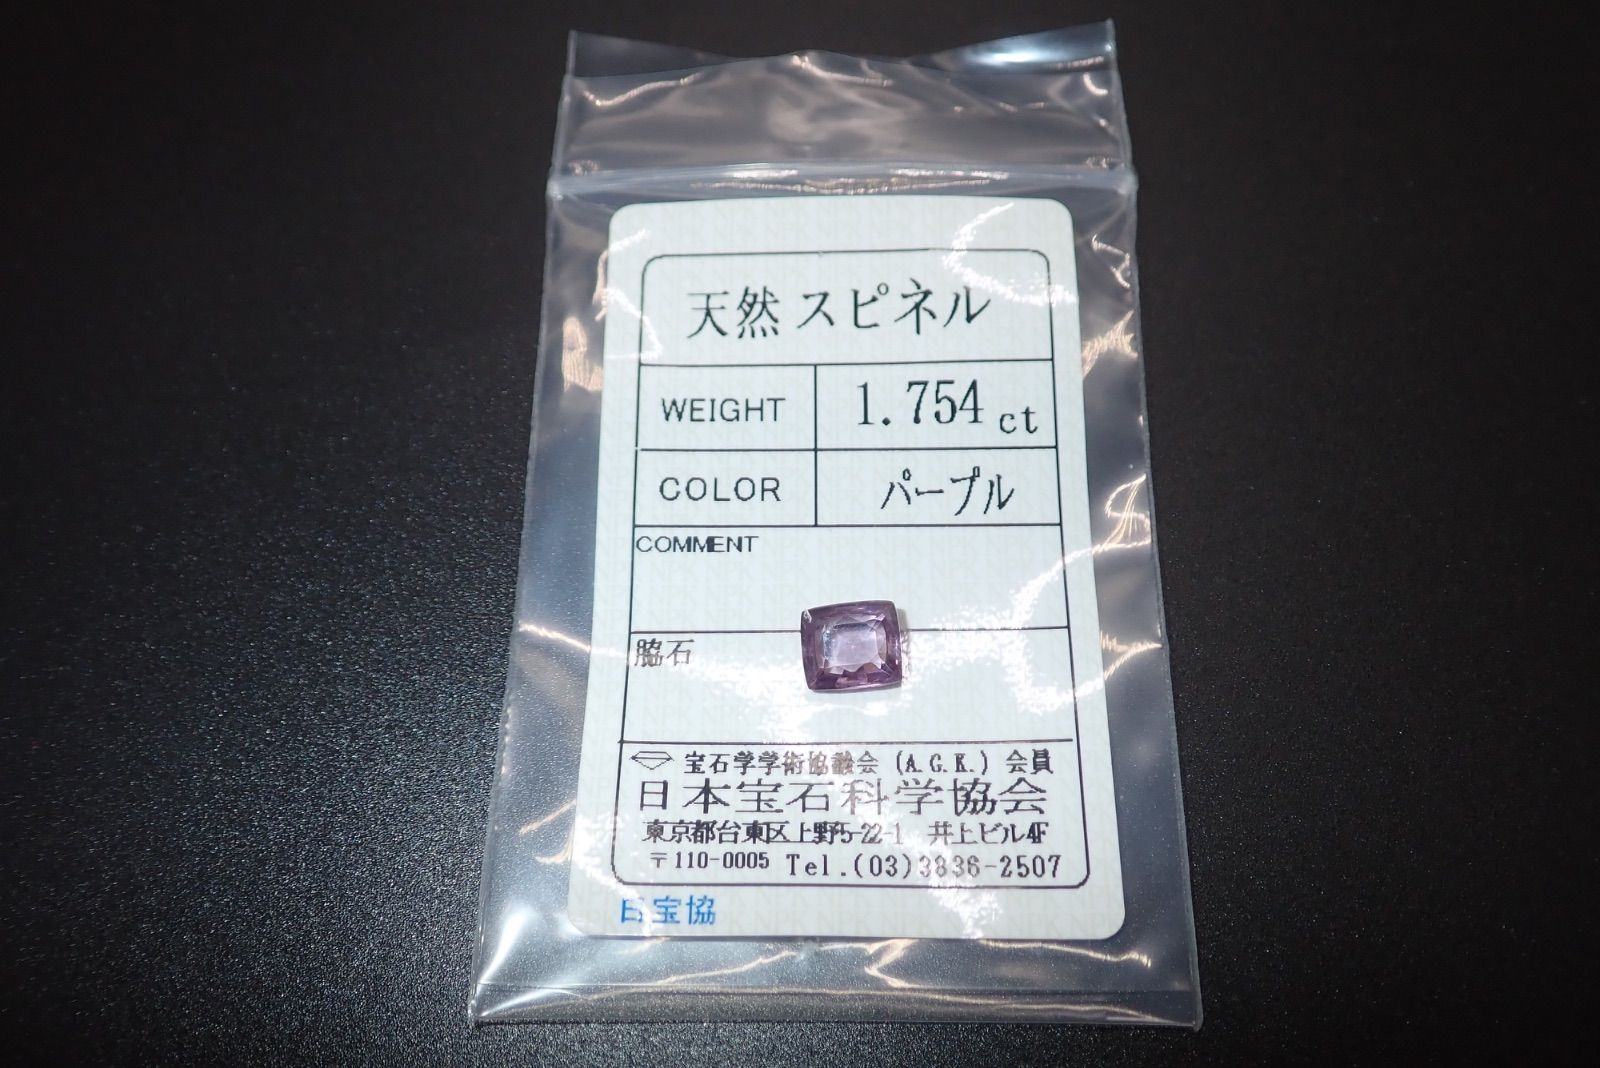 天然 スピネル
WEIGHT 1.754 ct
COLOR パープル
COMMENT
脇石
宝石学学術協議会 (A.G.K.) 会員
日本宝石科学協会
東京都台東区上野5-22-1 井上ビル4F
〒110-0005 Tel.(03)3836-2507
日宝協